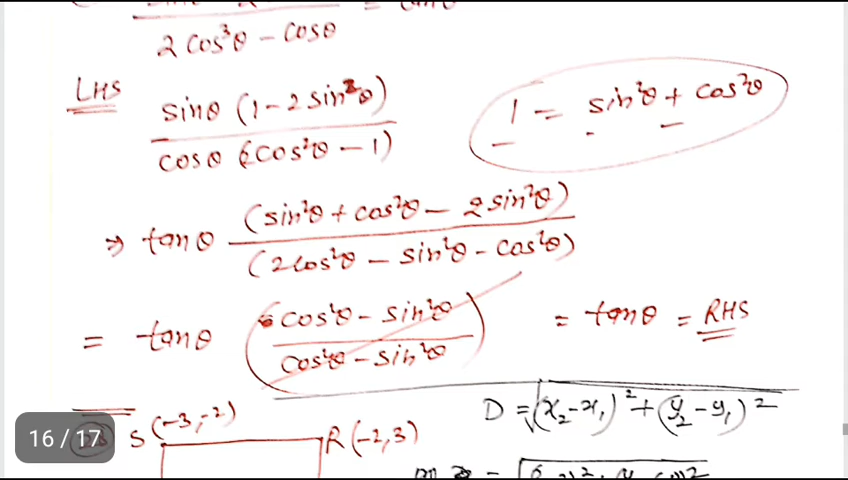 2 cos³θ – cosθ
LHS
sinθ (1 – 2 sin²θ)
cosθ (2cos²θ – 1)
1 = sin²θ + cos²θ
⇒ tanθ (sin²θ + cos²θ – 2 sin²θ)
(2cos²θ – sin²θ – cos²θ)
= tanθ (cos²θ – sin²θ
cos²θ – sin²θ) = tanθ = RHS
D = √(x₂–x₁)² + (y₂–y₁)²
16 / 17
S (–3, –2)
R (–2, 3)